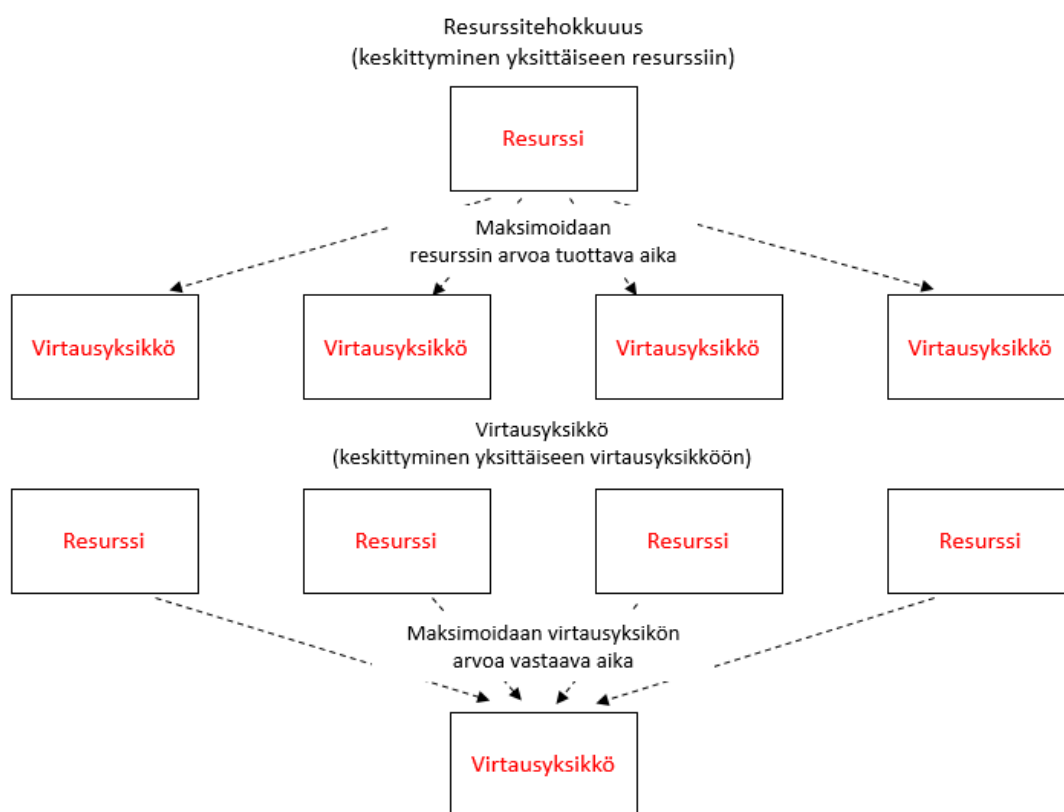 Resurssitehokkuuus
(keskittyminen yksittäiseen resurssiin)
Resurssi
Maksimoidaan
resurssin arvoa tuottava aika
Virtausyksikkö
Virtausyksikkö
Virtausyksikkö
Virtausyksikkö
Virtausyksikkö
(keskittyminen yksittäiseen virtausyksikköön)
Resurssi
Resurssi
Resurssi
Resurssi
Maksimoidaan virtausyksikön
arvoa vastaava aika
Virtausyksikkö